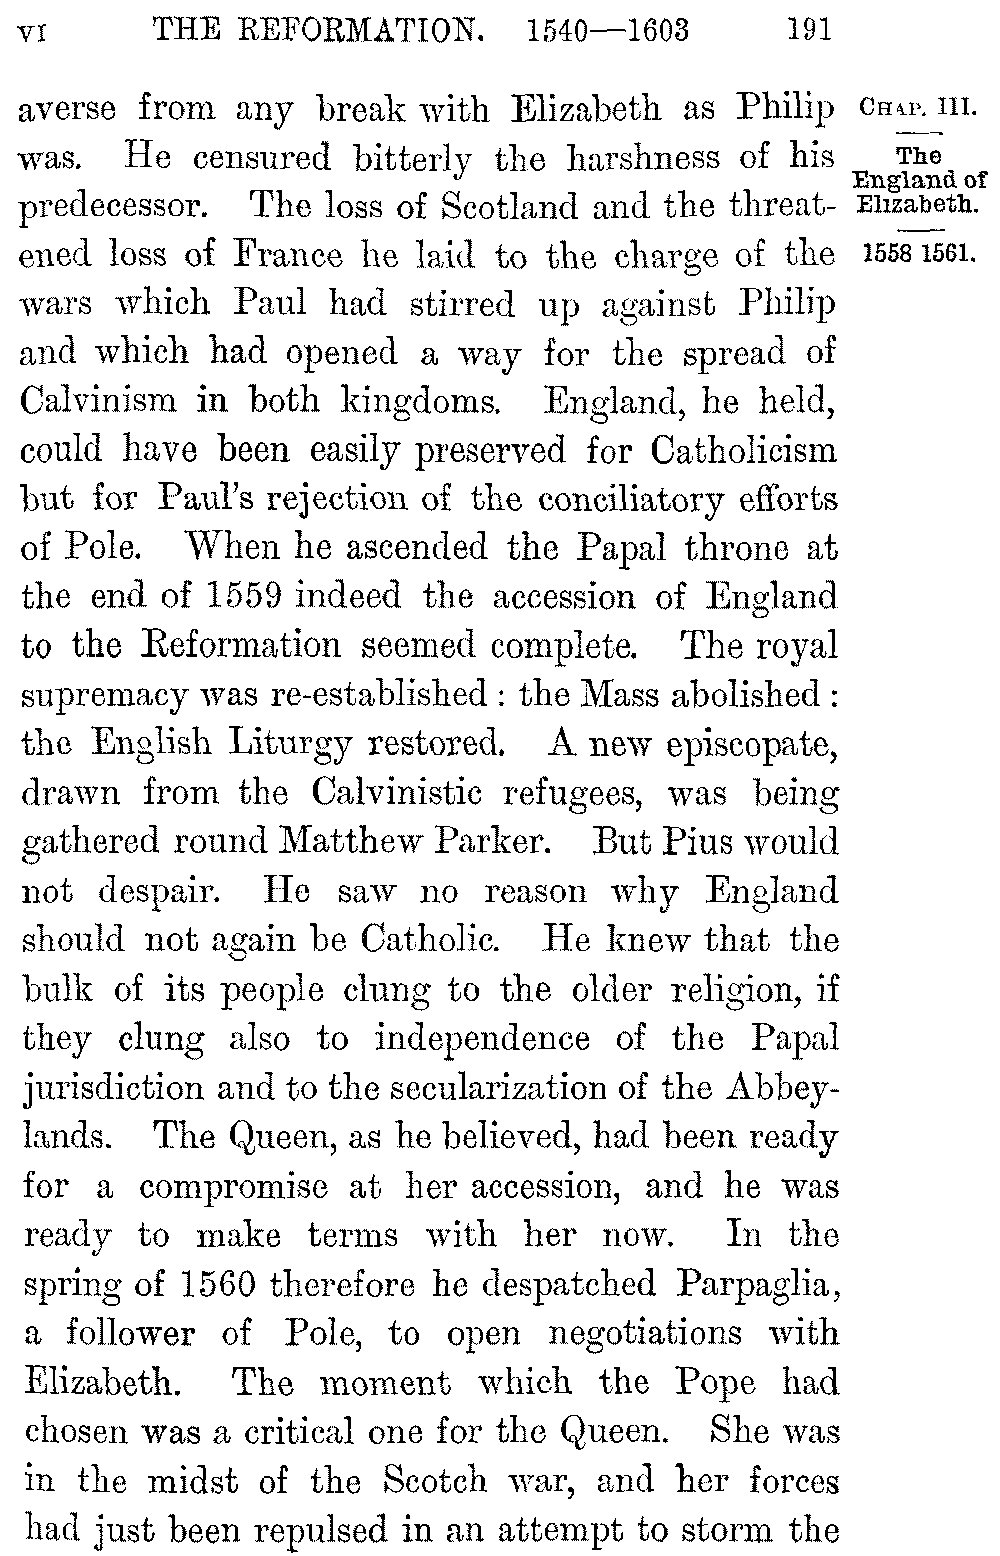 VI THE REFORMATION. 1540—1603 191
averse from any break with Elizabeth as Philip
was. He censured bitterly the harshness of his
predecessor. The loss of Scotland and the threat-
ened loss of France he laid to the charge of the
wars which Paul had stirred up against Philip
and which had opened a way for the spread of
Calvinism in both kingdoms. England, he held,
could have been easily preserved for Catholicism
but for Paul's rejection of the conciliatory efforts
of Pole. When he ascended the Papal throne at
the end of 1559 indeed the accession of England
to the Reformation seemed complete. The royal
supremacy was re-established : the Mass abolished :
the English Liturgy restored. A new episcopate,
drawn from the Calvinistic refugees, was being
gathered round Matthew Parker. But Pius would
not despair. He saw no reason why England
should not again be Catholic. He knew that the
bulk of its people clung to the older religion, if
they clung also to independence of the Papal
jurisdiction and to the secularization of the Abbey-
lands. The Queen, as he believed, had been ready
for a compromise at her accession, and he was
ready to make terms with her now. In the
spring of 1560 therefore he despatched Parpaglia,
a follower of Pole, to open negotiations with
Elizabeth. The moment which the Pope had
chosen was a critical one for the Queen. She was
in the midst of the Scotch war, and her forces
had just been repulsed in an attempt to storm the
CHAP. III.
The
England of
Elizabeth.
1558 1561.